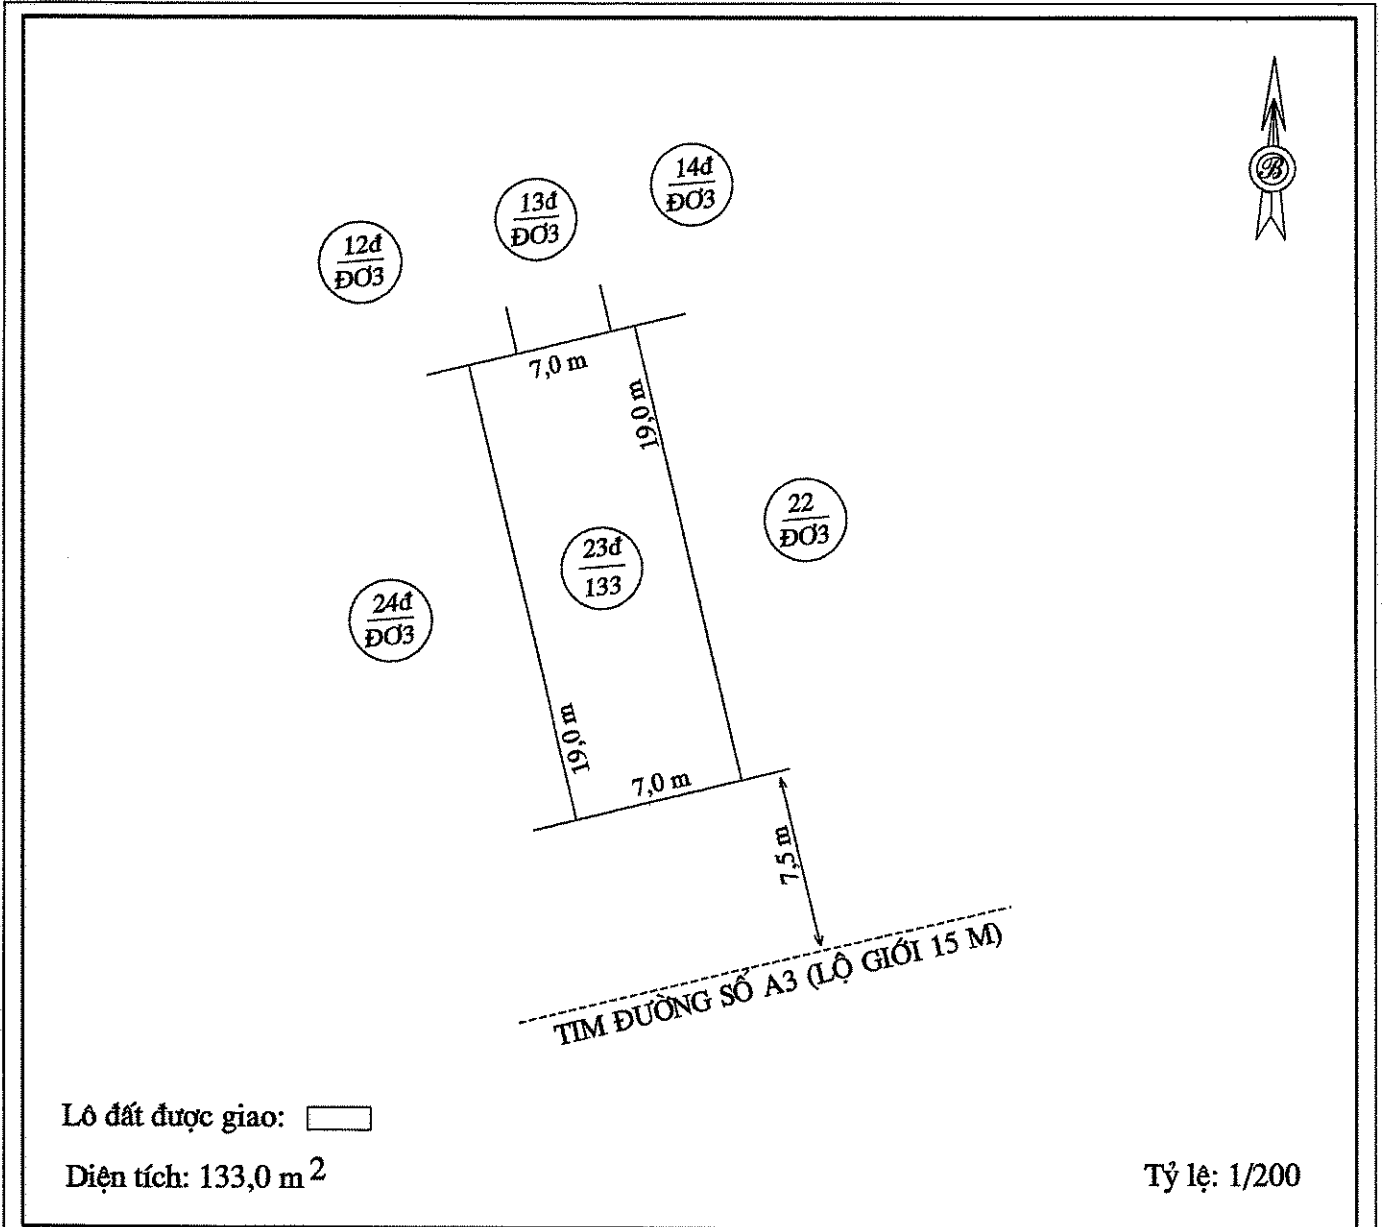 B
14đ
ĐƠ3
13đ
ĐƠ3
12đ
ĐƠ3
7,0 m
19,0 m
22
ĐƠ3
23đ
133
24đ
ĐƠ3
19,0 m
7,0 m
7,5 m
TIM ĐƯỜNG SỐ A3 (LỘ GIỚI 15 M)
Lô đất được giao:
Diện tích: 133,0 m²
Tỷ lệ: 1/200